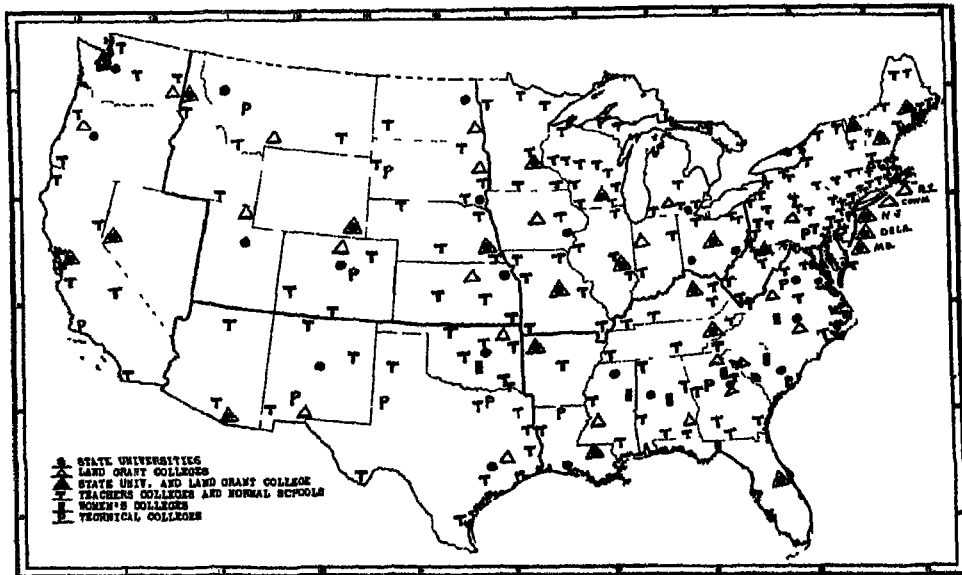 R.I.
CONN.
N J
DELA.
MD.
STATE UNIVERSITIES
LAND GRANT COLLEGES
STATE UNIV. AND LAND GRANT COLLEGE
TEACHERS COLLEGES AND NORMAL SCHOOLS
WOMEN'S COLLEGES
TECHNICAL COLLEGES